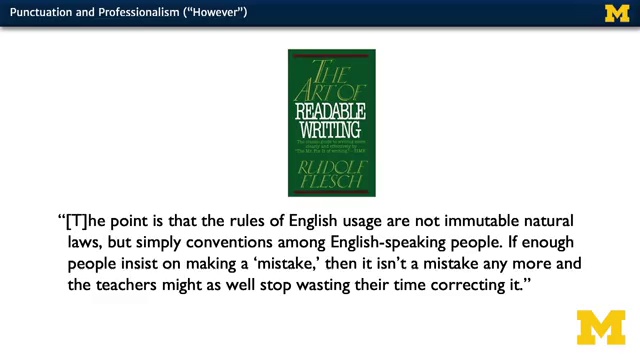 Punctuation and Professionalism (“However”)
M
THE
ART OF
READABLE
WRITING
RUDOLF
FLESCH
“[T]he point is that the rules of English usage are not immutable natural
laws, but simply conventions among English-speaking people. If enough
people insist on making a ‘mistake,’ then it isn’t a mistake any more and
the teachers might as well stop wasting their time correcting it.”
M